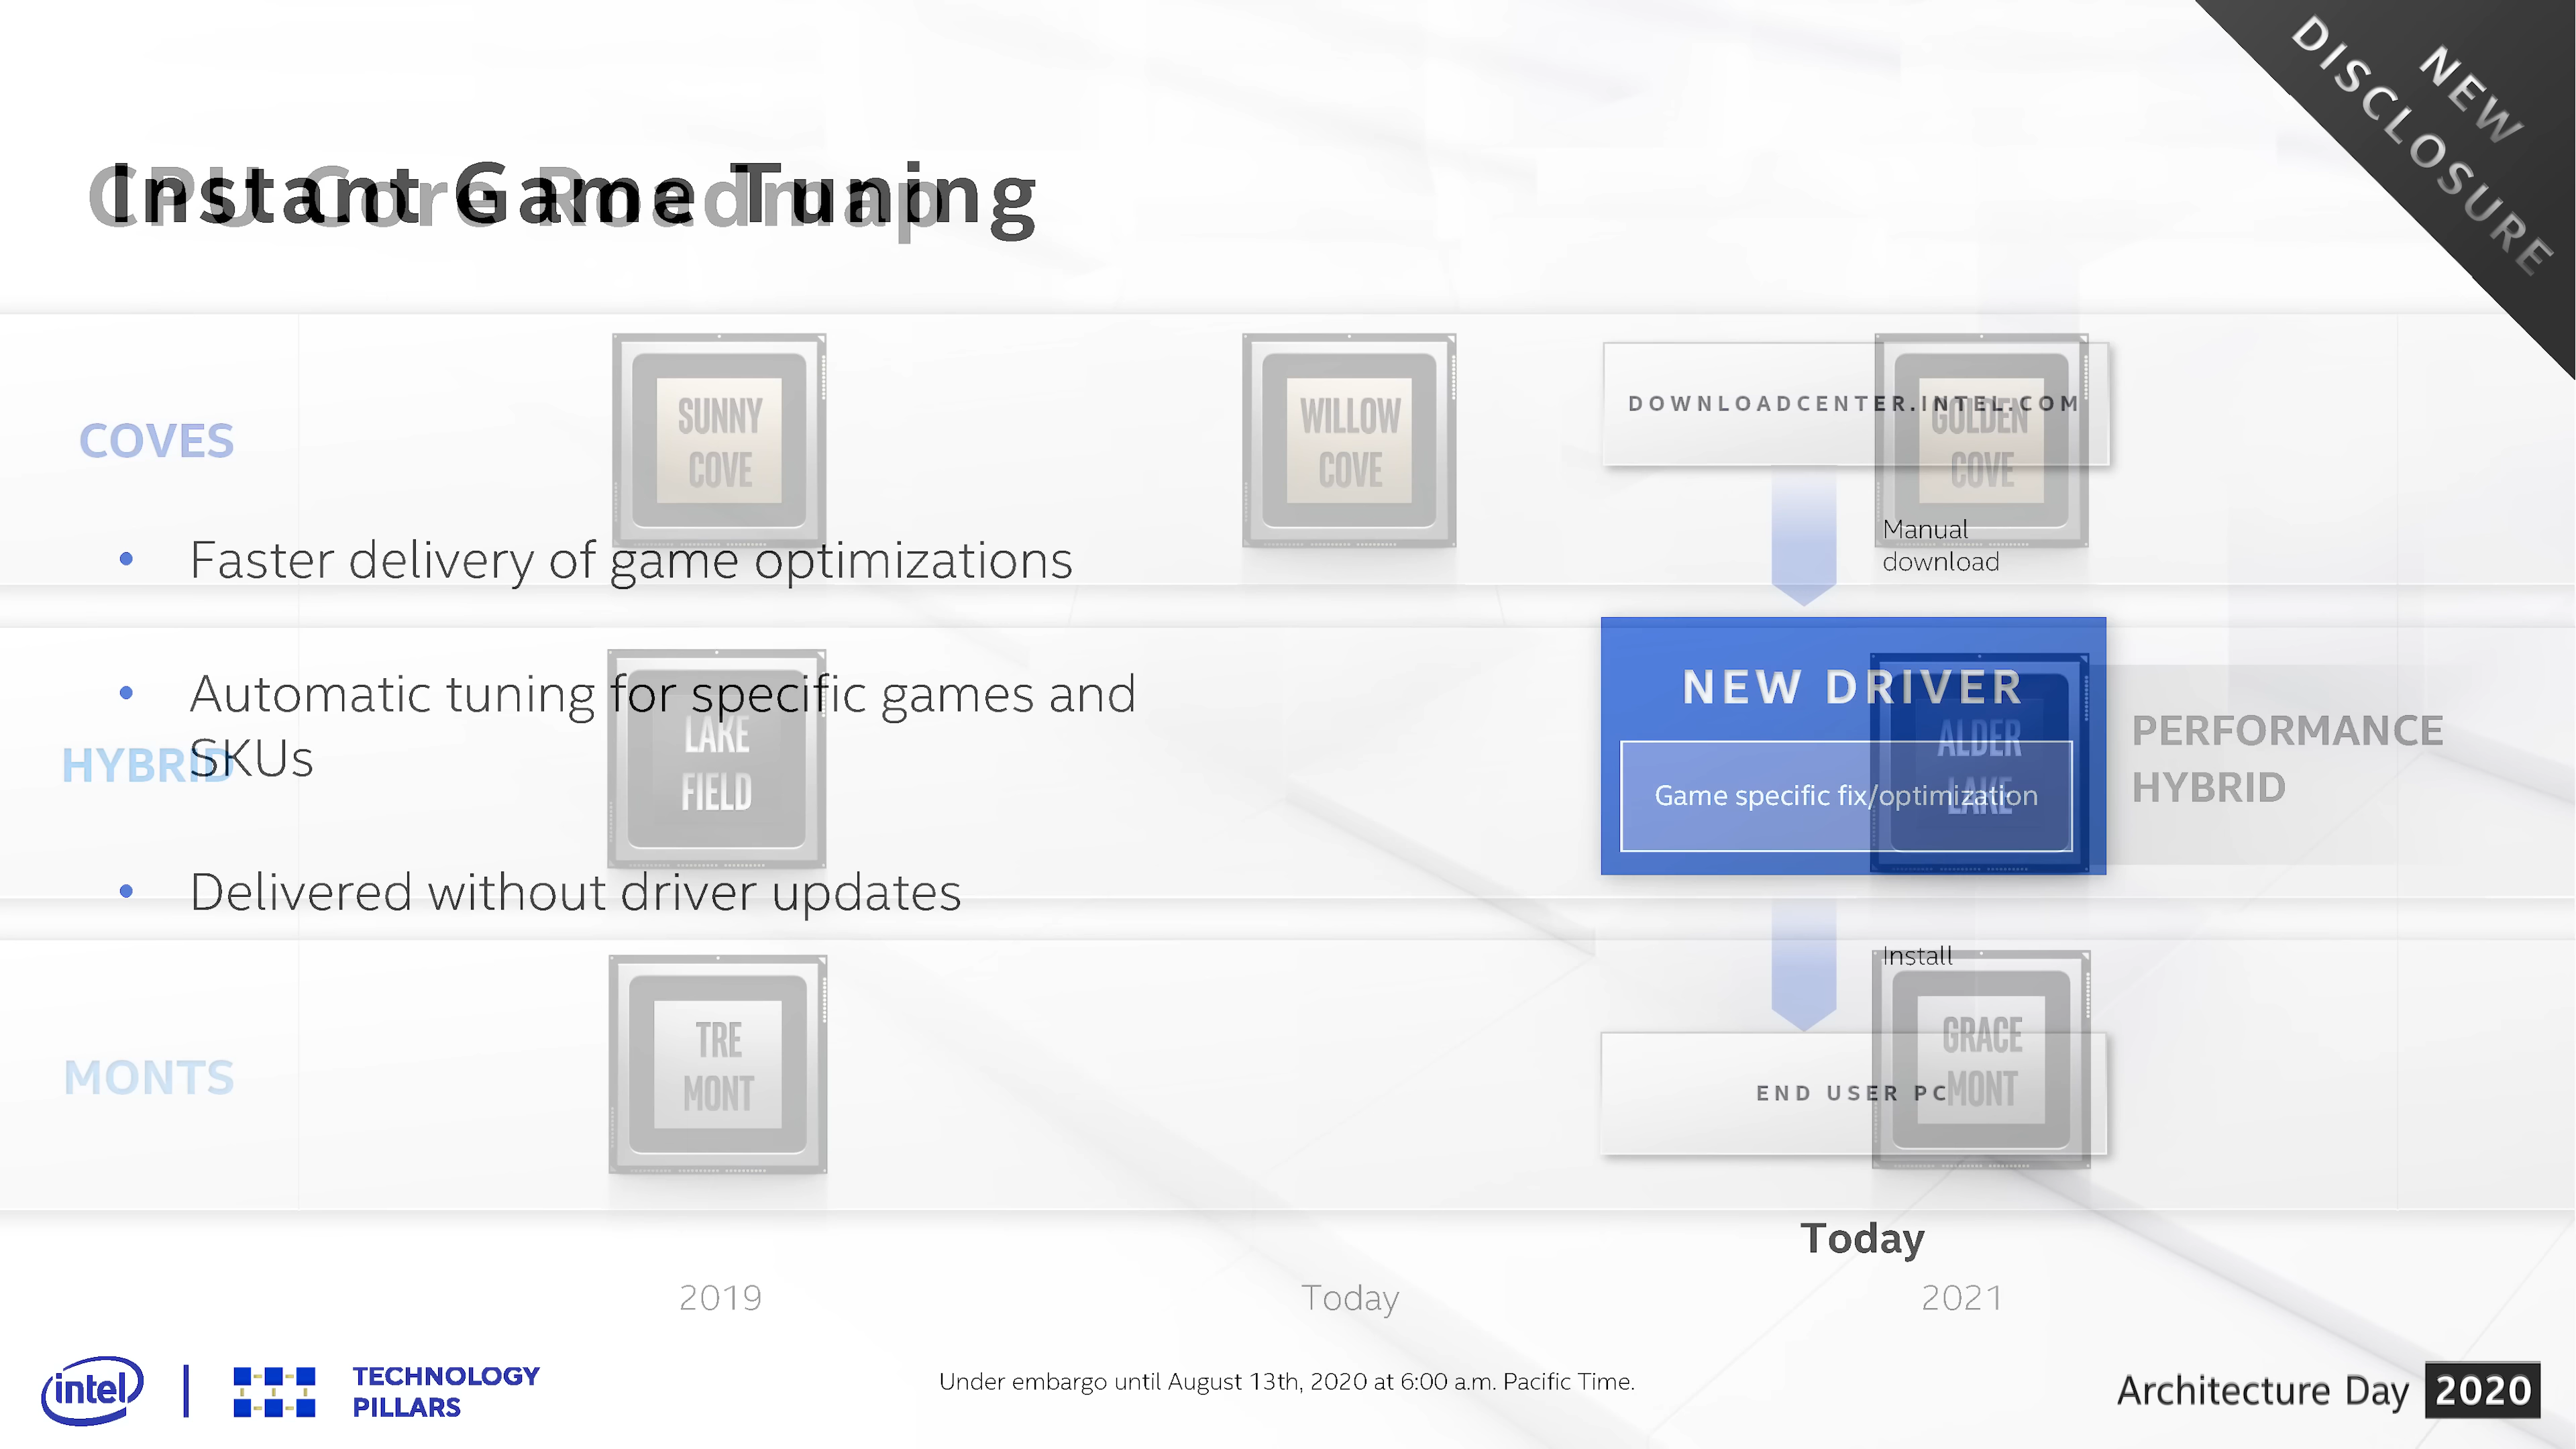 NEW
DISCLOSURE
Instant Game Tuning
CPU Core Roadmap
COVES
SUNNY
COVE
WILLOW
COVE
GOLDEN
COVE
DOWNLOADCENTER.INTEL.COM
Manual
download
• Faster delivery of game optimizations
• Automatic tuning for specific games and
SKUs
• Delivered without driver updates
HYBRID
LAKE
FIELD
NEW DRIVER
Game specific fix/optimization
ALDER
LAKE
PERFORMANCE
HYBRID
Install
MONTS
TRE
MONT
END USER PC
GRACE
MONT
Today
2019
Today
2021
intel
TECHNOLOGY
PILLARS
Under embargo until August 13th, 2020 at 6:00 a.m. Pacific Time.
Architecture Day 2020